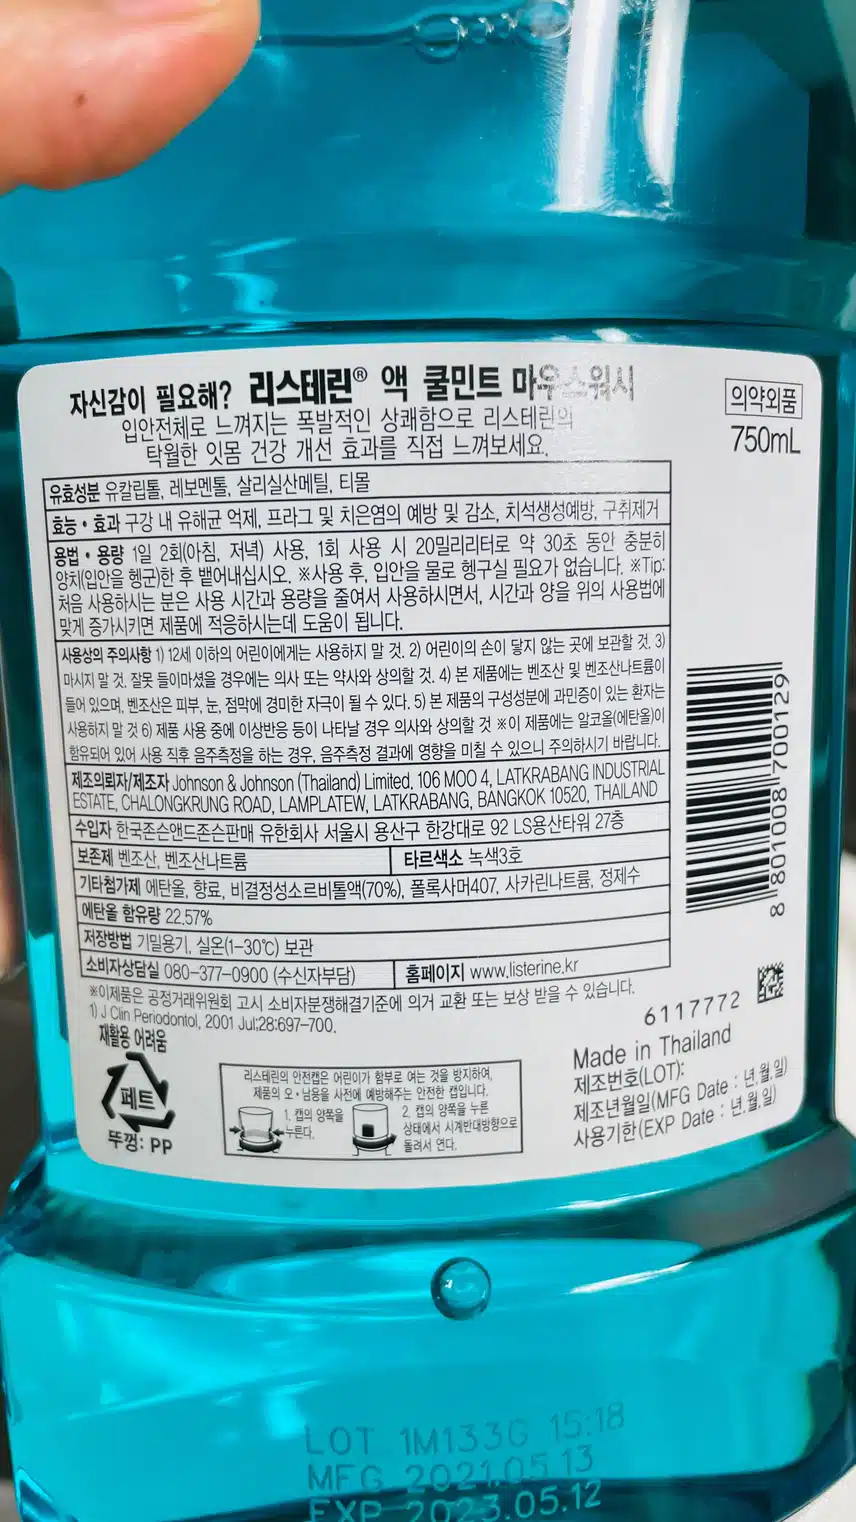 자신감이 필요해? 리스테린® 액 쿨민트 마우스워시
입안전체로 느껴지는 폭발적인 상쾌함으로 리스테린의
탁월한 잇몸 건강 개선 효과를 직접 느껴보세요.
의약외품
750mL
유효성분 유칼립톨, 레보멘톨, 살리실산메틸, 티몰
효능•효과 구강 내 유해균 억제, 프라그 및 치은염의 예방 및 감소, 치석생성예방, 구취제거
용법•용량 1일 2회(아침, 저녁) 사용, 1회 사용 시 20밀리리터로 약 30초 동안 충분히
양치(입안을 헹굼)한 후 뱉어내십시오. ※사용 후, 입안을 물로 헹구실 필요가 없습니다. ※Tip:
처음 사용하시는 분은 사용 시간과 용량을 줄여서 사용하시면서, 시간과 양을 위의 사용법에
맞게 증가시키면 제품에 적응하시는데 도움이 됩니다.
사용상의 주의사항 1) 12세 이하의 어린이에게는 사용하지 말 것. 2) 어린이의 손이 닿지 않는 곳에 보관할 것. 3)
마시지 말 것. 잘못 들이마셨을 경우에는 의사 또는 약사와 상의할 것. 4) 본 제품에는 벤조산 및 벤조산나트륨이
들어 있으며, 벤조산은 피부, 눈, 점막에 경미한 자극이 될 수 있다. 5) 본 제품의 구성성분에 과민증이 있는 환자는
사용하지 말 것 6) 제품 사용 중에 이상반응 등이 나타날 경우 의사와 상의할 것 ※이 제품에는 알코올(에탄올)이
함유되어 있어 사용 직후 음주측정을 하는 경우, 음주측정 결과에 영향을 미칠 수 있으니 주의하시기 바랍니다.
제조의뢰자/제조자 Johnson & Johnson (Thailand) Limited. 106 MOO 4, LATKRABANG INDUSTRIAL
ESTATE, CHALONGKRUNG ROAD, LAMPLATEW, LATKRABANG, BANGKOK 10520, THAILAND
수입자 한국존슨앤드존슨판매 유한회사 서울시 용산구 한강대로 92 LS용산타워 27층
보존제 벤조산, 벤조산나트륨 타르색소 녹색3호
기타첨가제 에탄올, 향료, 비결정성소르비톨액(70%), 폴록사머407, 사카린나트륨, 정제수
에탄올 함유량 22.57%
저장방법 기밀용기, 실온(1-30℃) 보관
소비자상담실 080-377-0900 (수신자부담) 홈페이지 www.listerine.kr
※이제품은 공정거래위원회 고시 소비자분쟁해결기준에 의거 교환 또는 보상 받을 수 있습니다.
1) J Clin Periodontol, 2001 Jul;28:697-700.
8 801008 700129
6117772
재활용 어려움
페트
뚜껑: PP
리스테린의 안전캡은 어린이가 함부로 여는 것을 방지하여,
제품의 오•남용을 사전에 예방해주는 안전한 캡입니다.
1. 캡의 양쪽을
누른다.
2. 캡의 양쪽을 누른
상태에서 시계반대방향으로
돌려서 연다.
Made in Thailand
제조번호(LOT):
제조년월일(MFG Date : 년.월.일)
사용기한(EXP Date : 년.월.일)
LOT 1M133G 15:18
MFG 2021.05.13
EXP 2023.05.12